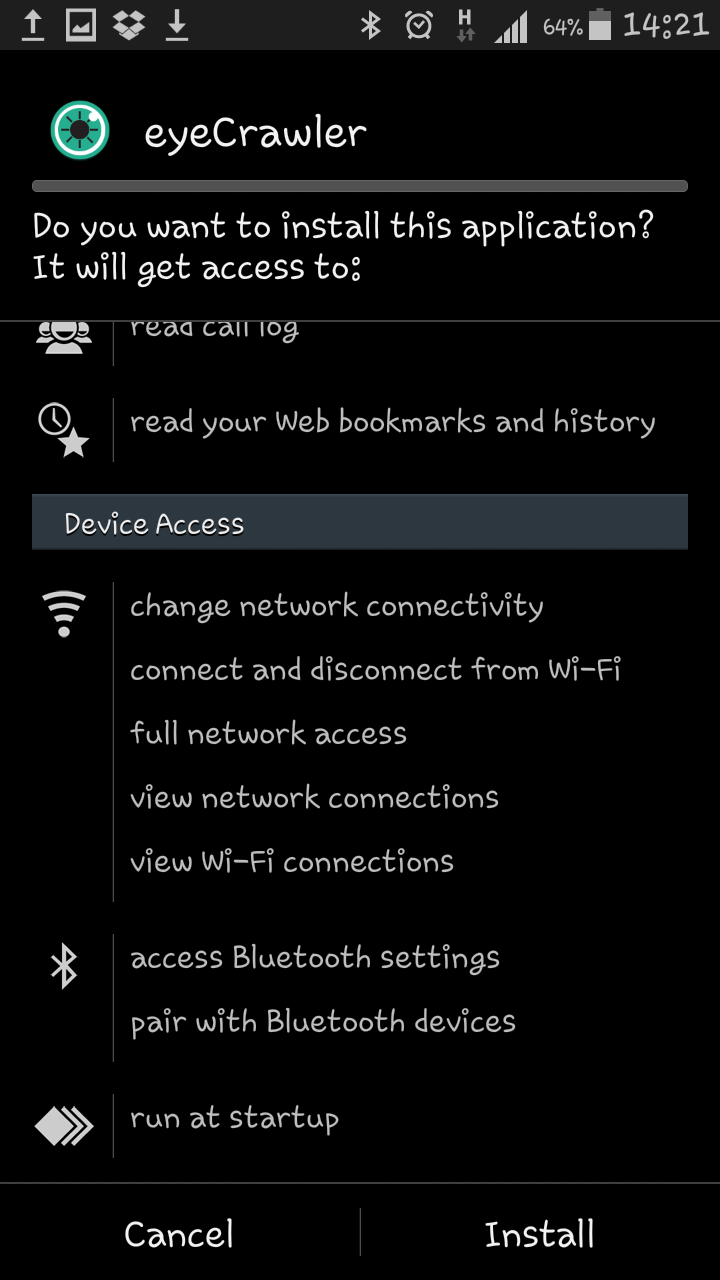 H
64%
14:21
eyeCrawler
Do you want to install this application?
It will get access to:
read call log
read your Web bookmarks and history
Device Access
change network connectivity
connect and disconnect from Wi-Fi
full network access
view network connections
view Wi-Fi connections
access Bluetooth settings
pair with Bluetooth devices
run at startup
Cancel
Install